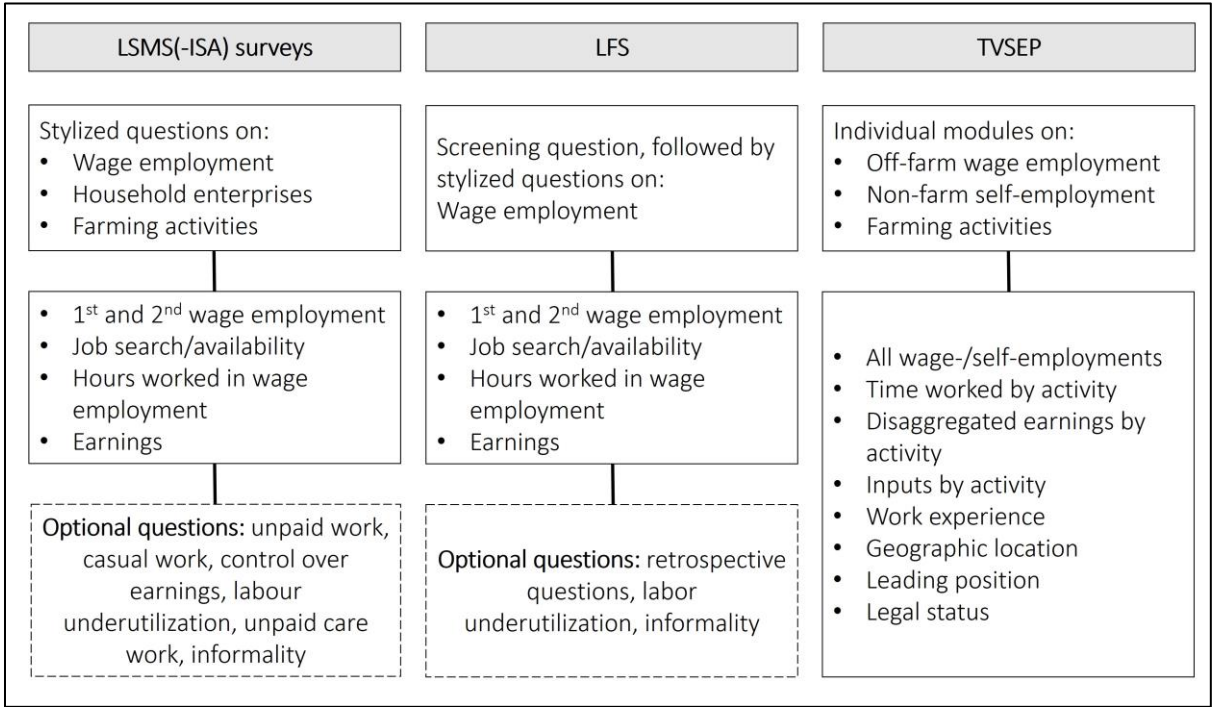 LSMS(-ISA) surveys
Stylized questions on:
• Wage employment
• Household enterprises
• Farming activities
• 1st and 2nd wage employment
• Job search/availability
• Hours worked in wage
employment
• Earnings
Optional questions: unpaid work,
casual work, control over
earnings, labour
underutilization, unpaid care
work, informality
LFS
Screening question, followed by
stylized questions on:
Wage employment
• 1st and 2nd wage employment
• Job search/availability
• Hours worked in wage
employment
• Earnings
Optional questions: retrospective
questions, labor
underutilization, informality
TVSEP
Individual modules on:
• Off-farm wage employment
• Non-farm self-employment
• Farming activities
• All wage-/self-employments
• Time worked by activity
• Disaggregated earnings by
activity
• Inputs by activity
• Work experience
• Geographic location
• Leading position
• Legal status